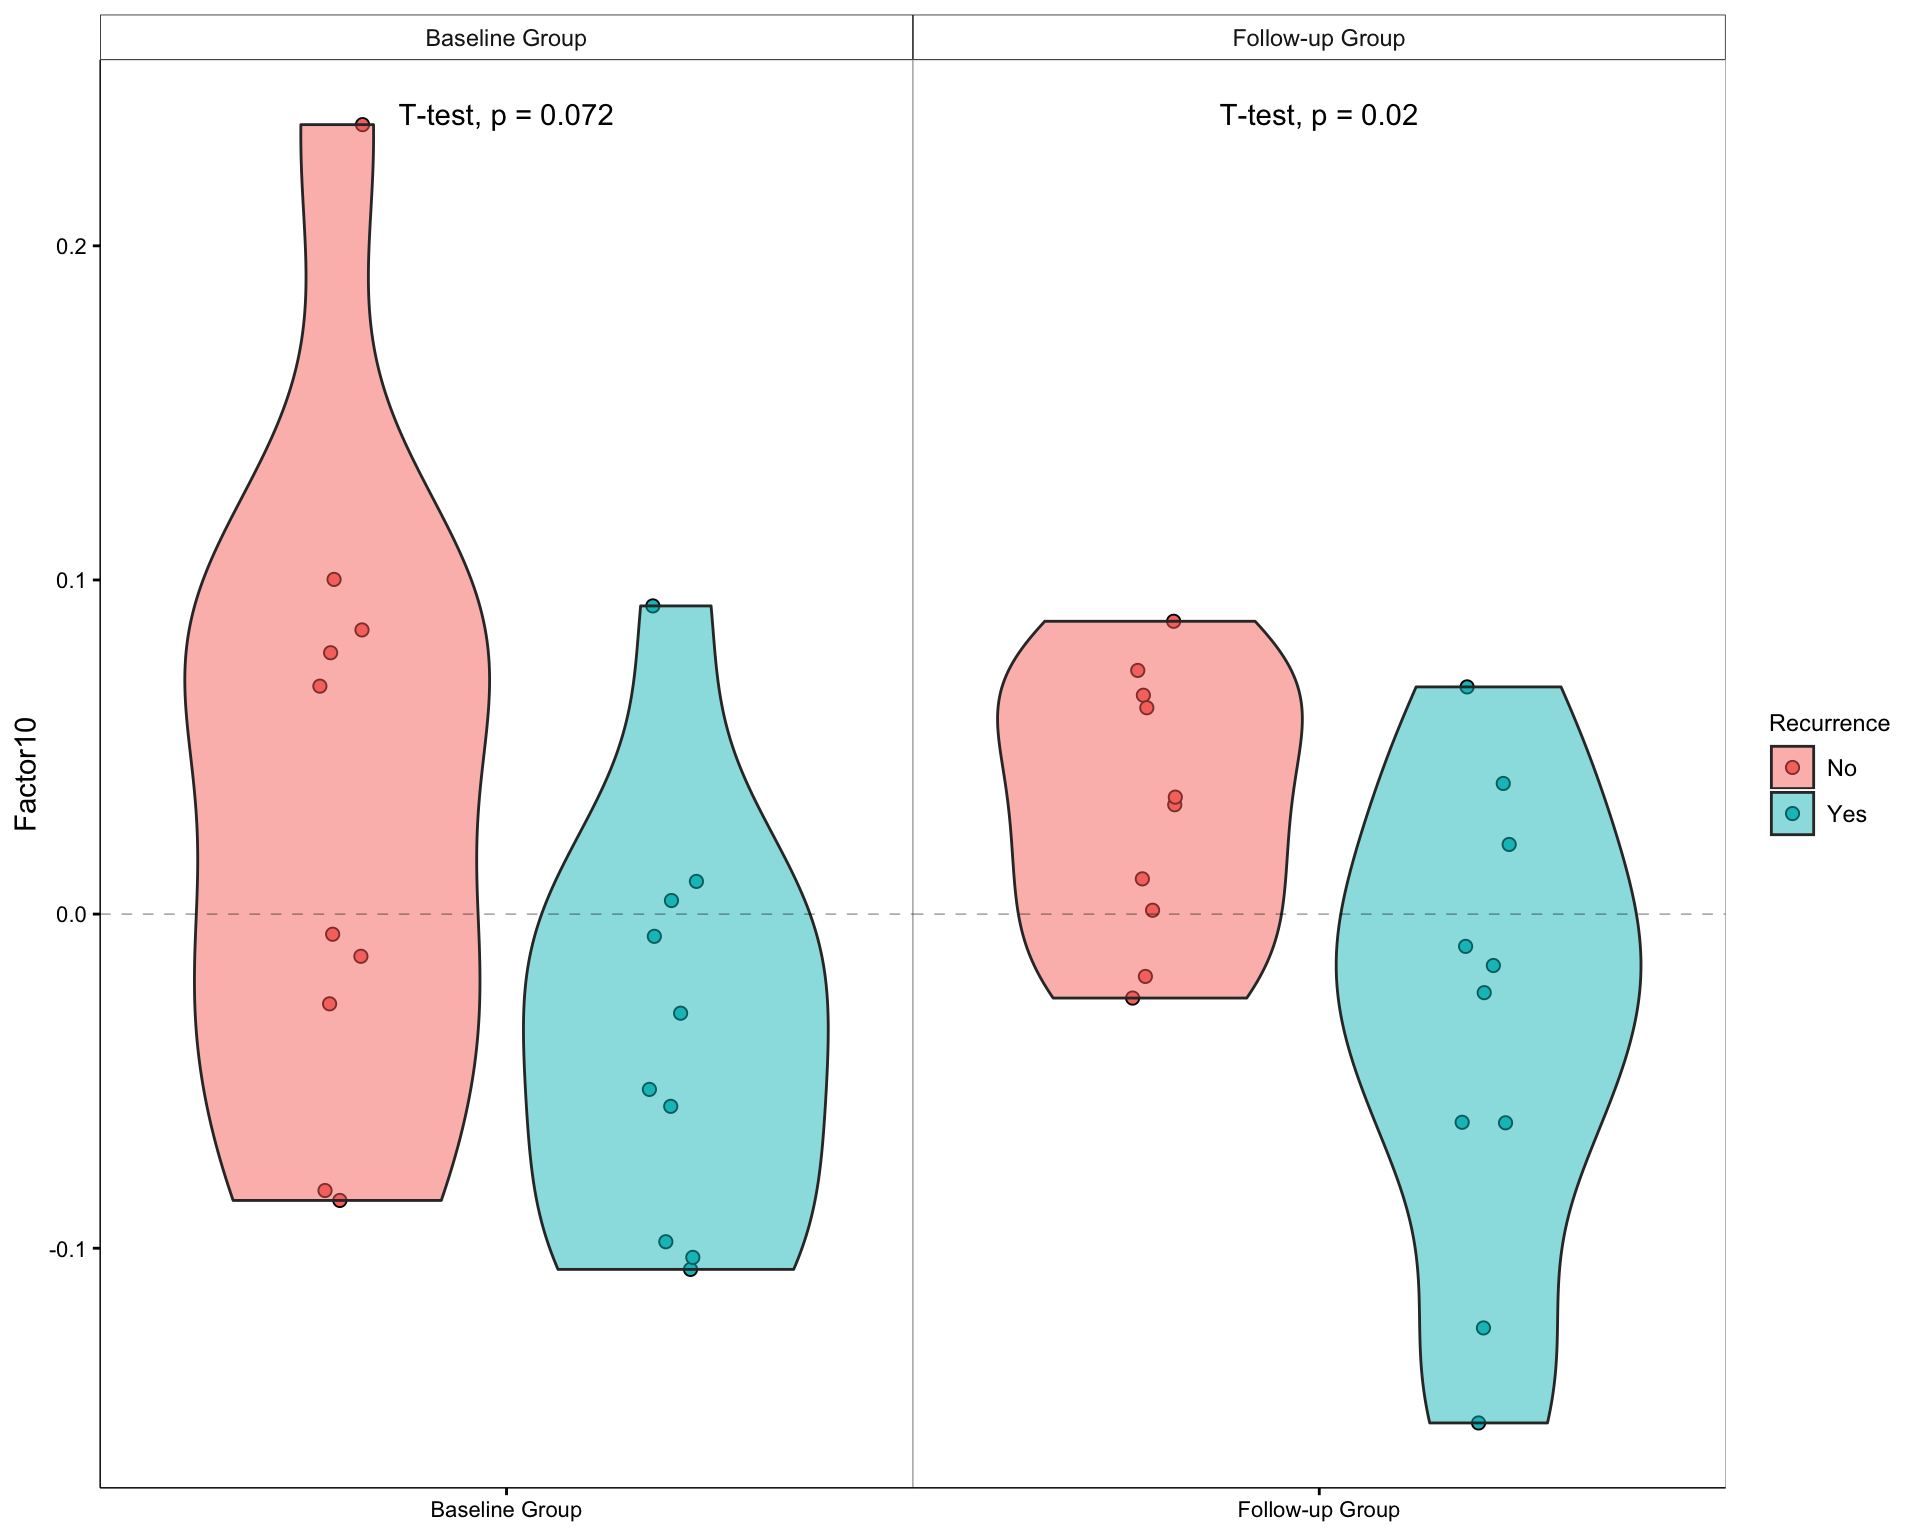 Baseline Group
Follow-up Group
T-test, p = 0.072
T-test, p = 0.02
0.2
0.1
0.0
-0.1
Factor10
Baseline Group
Follow-up Group
Recurrence
No
Yes